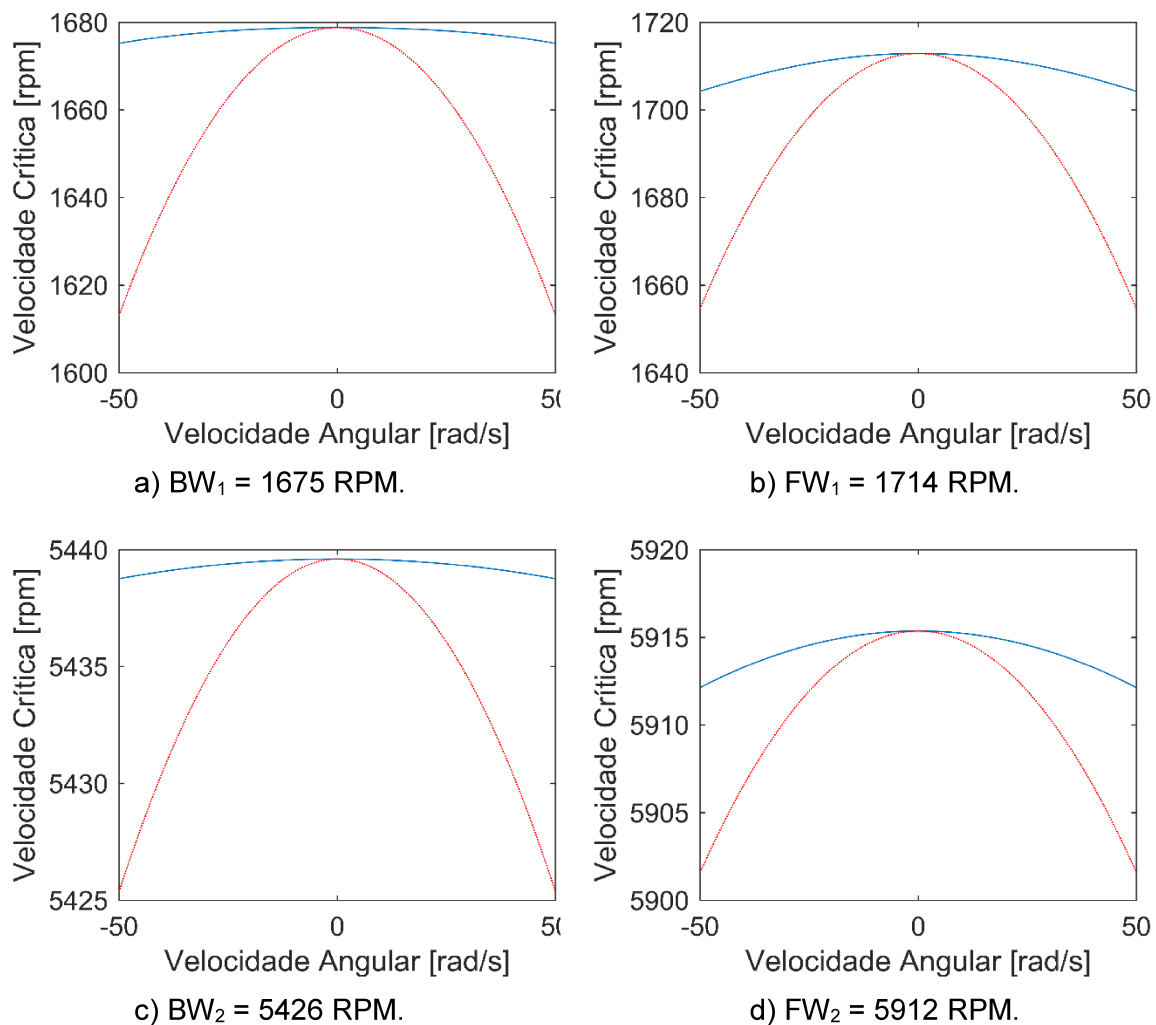 1680
1660
1640
1620
1600
Velocidade Crítica [rpm]
-50 0 50
Velocidade Angular [rad/s]
a) BW₁ = 1675 RPM.
1720
1700
1680
1660
1640
Velocidade Crítica [rpm]
-50 0 50
Velocidade Angular [rad/s]
b) FW₁ = 1714 RPM.
5440
5435
5430
5425
Velocidade Crítica [rpm]
-50 0 50
Velocidade Angular [rad/s]
c) BW₂ = 5426 RPM.
5920
5915
5910
5905
5900
Velocidade Crítica [rpm]
-50 0 50
Velocidade Angular [rad/s]
d) FW₂ = 5912 RPM.